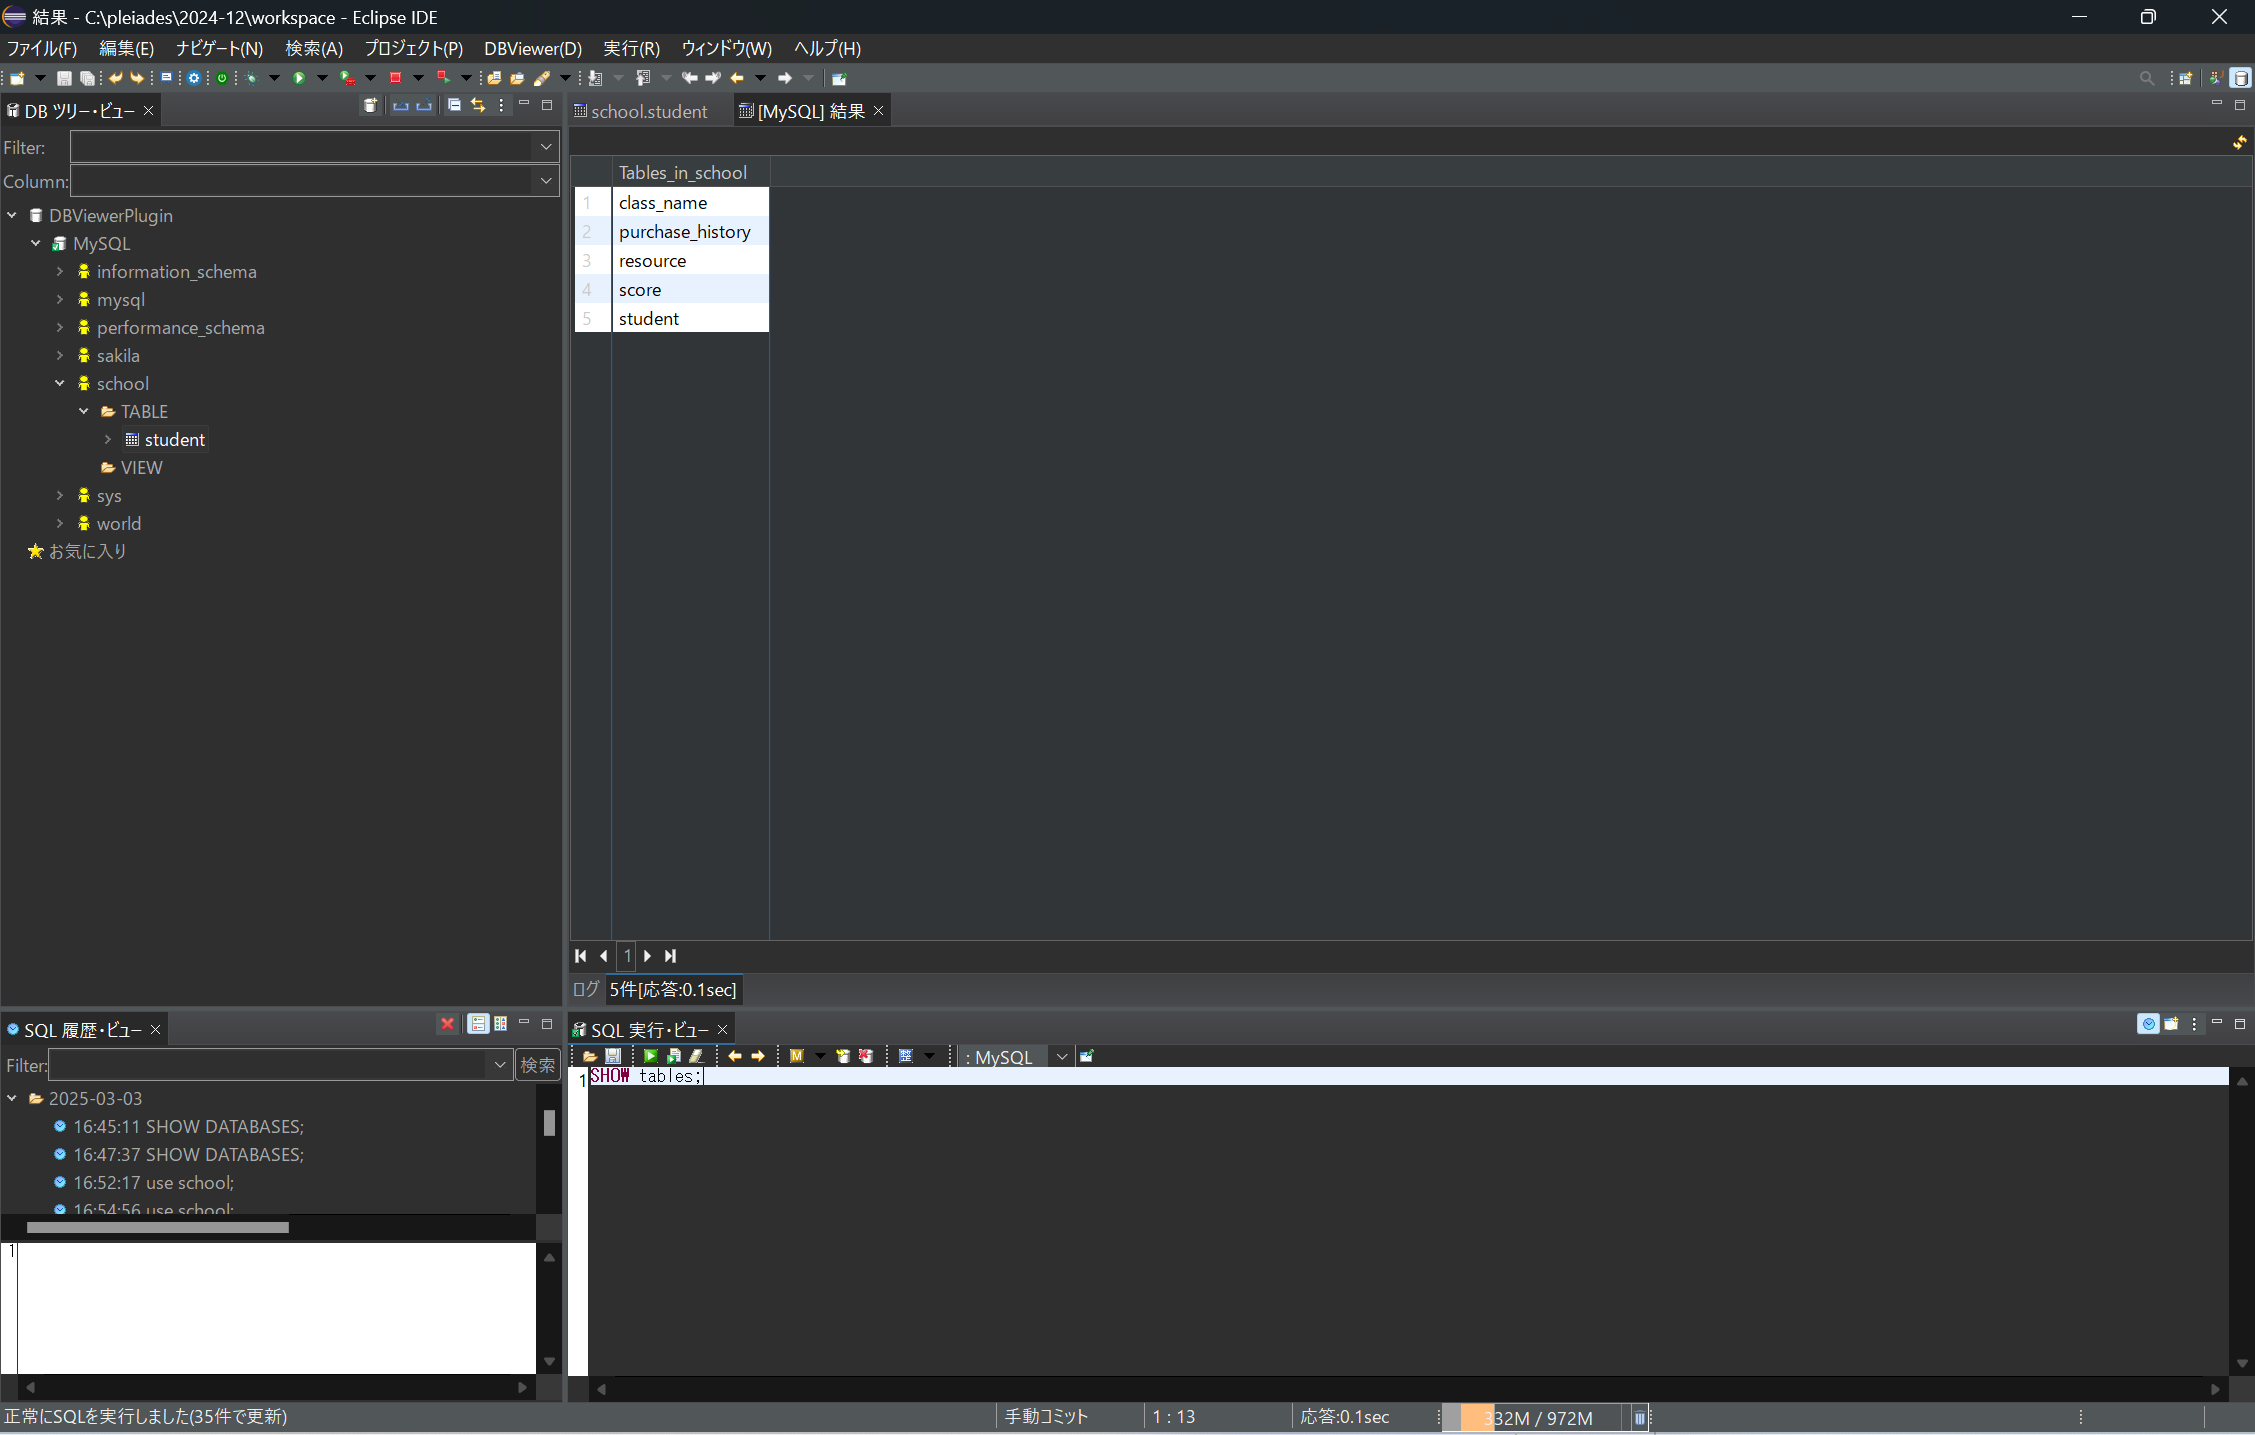 結果 - C:\pleiades\2024-12\workspace - Eclipse IDE
ファイル(F) 編集(E) ナビゲート(N) 検索(A) プロジェクト(P) DBViewer(D) 実行(R) ウィンドウ(W) ヘルプ(H)
DB ツリー・ビュー
Filter:
Column:
DBViewerPlugin
MySQL
information_schema
mysql
performance_schema
sakila
school
TABLE
student
VIEW
sys
world
お気に入り
school.student [MySQL] 結果
Tables_in_school
1 class_name
2 purchase_history
3 resource
4 score
5 student
1
ログ 5件[応答:0.1sec]
SQL 履歴・ビュー
Filter: 検索
2025-03-03
16:45:11 SHOW DATABASES;
16:47:37 SHOW DATABASES;
16:52:17 use school;
16:54:56 use school;
1
SQL 実行・ビュー
M : MySQL
1 SHOW tables;
正常にSQLを実行しました(35件で更新) 手動コミット 1 : 13 応答:0.1sec 332M / 972M